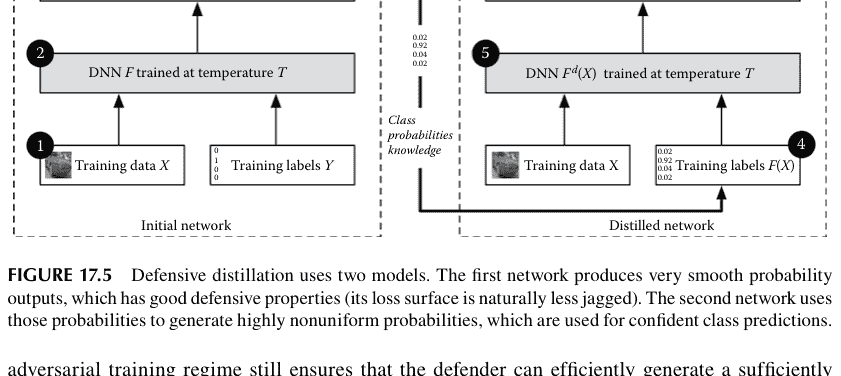 0.02
0.92
0.04
0.02
2
DNN F trained at temperature T
5
DNN Fᵈ(X) trained at temperature T
Class
probabilities
knowledge
1
Training data X
0
1
0
0
Training labels Y
Training data X
0.02
0.92
0.04
0.02
Training labels F(X)
4
Initial network
Distilled network
FIGURE 17.5 Defensive distillation uses two models. The first network produces very smooth probability
outputs, which has good defensive properties (its loss surface is naturally less jagged). The second network uses
those probabilities to generate highly nonuniform probabilities, which are used for confident class predictions.
adversarial training regime still ensures that the defender can efficiently generate a sufficiently